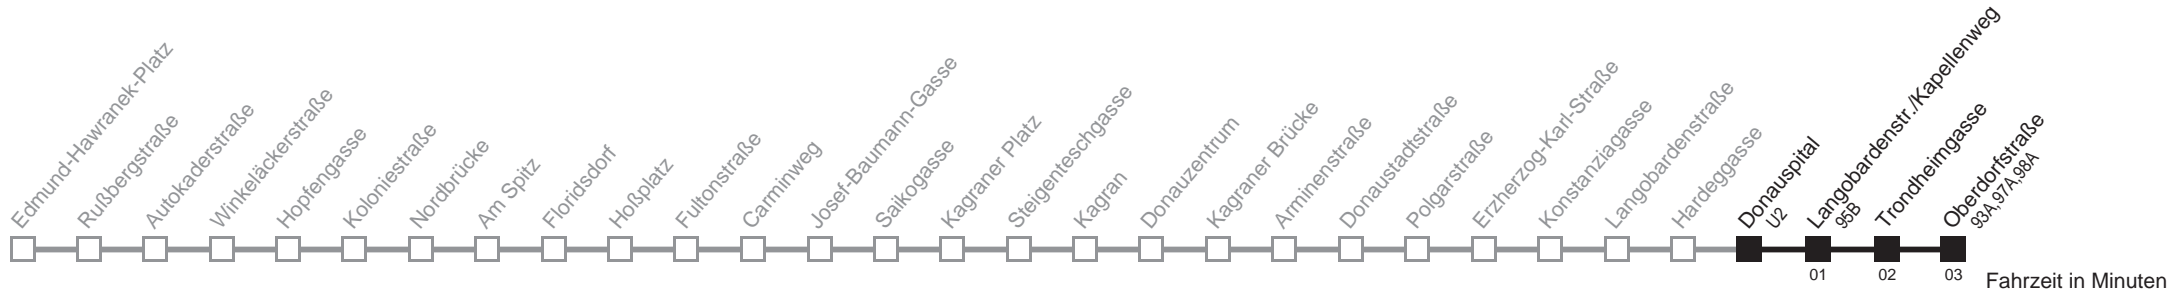 Edmund-Hawranek-Platz
Rußbergstraße
Autokaderstraße
Winkeläckerstraße
Hopfengasse
Koloniestraße
Nordbrücke
Am Spitz
Floridsdorf
Hoßplatz
Fultonstraße
Carminweg
Josef-Baumann-Gasse
Saikogasse
Kagraner Platz
Steigenteschgasse
Kagran
Donauzentrum
Kagraner Brücke
Arminenstraße
Donaustadtstraße
Polgarstraße
Erzherzog-Karl-Straße
Konstanziagasse
Langobardenstraße
Hardeggasse
Donauspital
U2
Langobardenstr./Kapellenweg
95B
Trondheimgasse
Oberdorfstraße
93A,97A,98A
01
02
03
Fahrzeit in Minuten